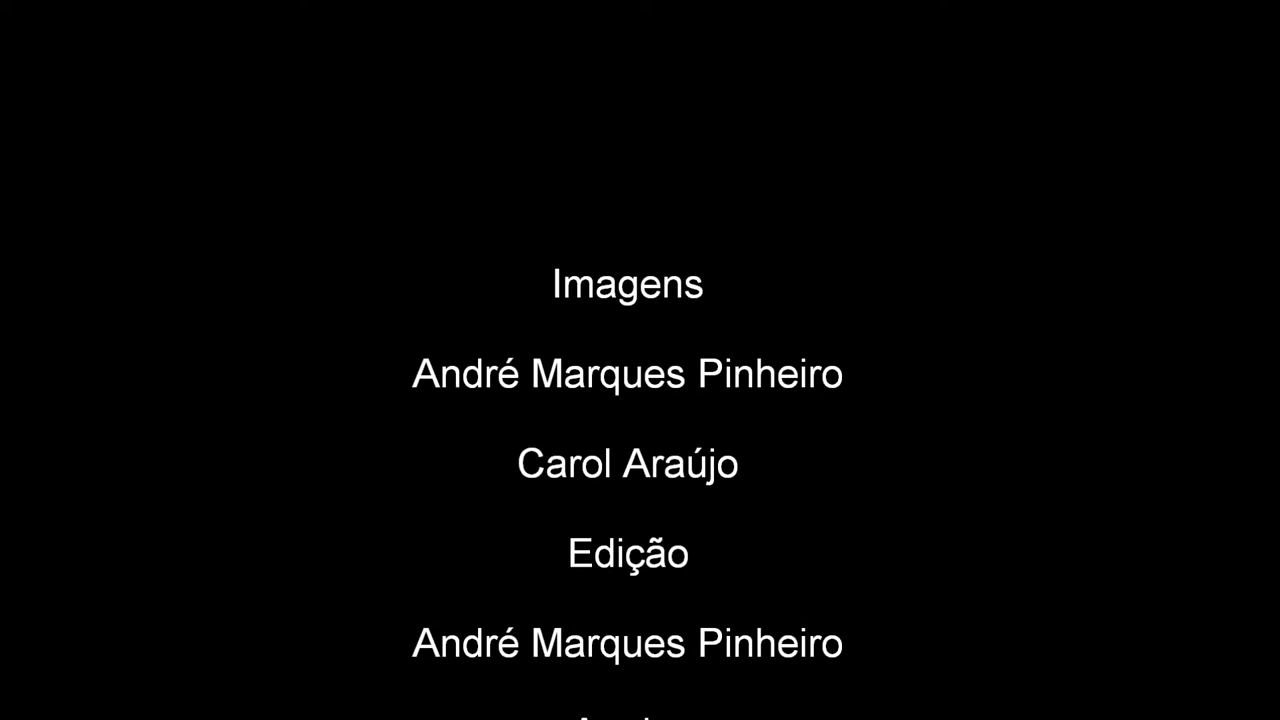 Imagens
André Marques Pinheiro
Carol Araújo
Edição
André Marques Pinheiro